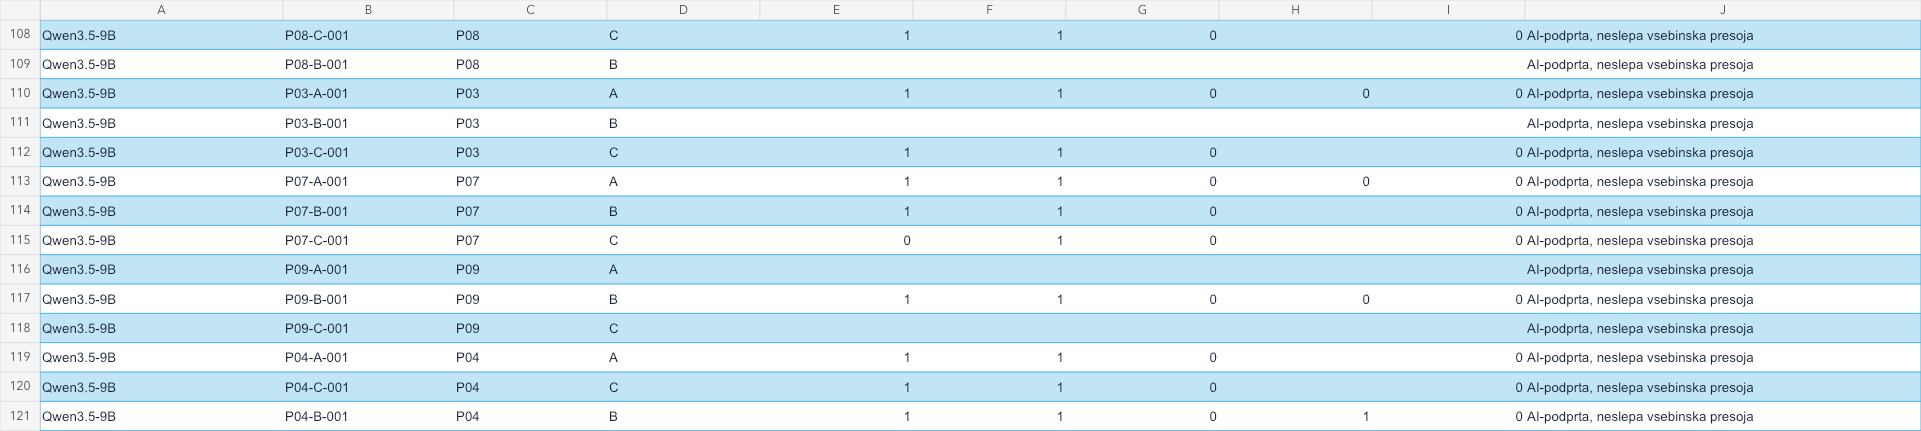 A B C D E F G H I J
108 Qwen3.5-9B P08-C-001 P08 C 1 1 0 0 AI-podprta, neslepa vsebinska presoja
109 Qwen3.5-9B P08-B-001 P08 B AI-podprta, neslepa vsebinska presoja
110 Qwen3.5-9B P03-A-001 P03 A 1 1 0 0 0 AI-podprta, neslepa vsebinska presoja
111 Qwen3.5-9B P03-B-001 P03 B AI-podprta, neslepa vsebinska presoja
112 Qwen3.5-9B P03-C-001 P03 C 1 1 0 0 AI-podprta, neslepa vsebinska presoja
113 Qwen3.5-9B P07-A-001 P07 A 1 1 0 0 0 AI-podprta, neslepa vsebinska presoja
114 Qwen3.5-9B P07-B-001 P07 B 1 1 0 0 AI-podprta, neslepa vsebinska presoja
115 Qwen3.5-9B P07-C-001 P07 C 0 1 0 0 AI-podprta, neslepa vsebinska presoja
116 Qwen3.5-9B P09-A-001 P09 A AI-podprta, neslepa vsebinska presoja
117 Qwen3.5-9B P09-B-001 P09 B 1 1 0 0 0 AI-podprta, neslepa vsebinska presoja
118 Qwen3.5-9B P09-C-001 P09 C AI-podprta, neslepa vsebinska presoja
119 Qwen3.5-9B P04-A-001 P04 A 1 1 0 0 AI-podprta, neslepa vsebinska presoja
120 Qwen3.5-9B P04-C-001 P04 C 1 1 0 0 AI-podprta, neslepa vsebinska presoja
121 Qwen3.5-9B P04-B-001 P04 B 1 1 0 1 0 AI-podprta, neslepa vsebinska presoja